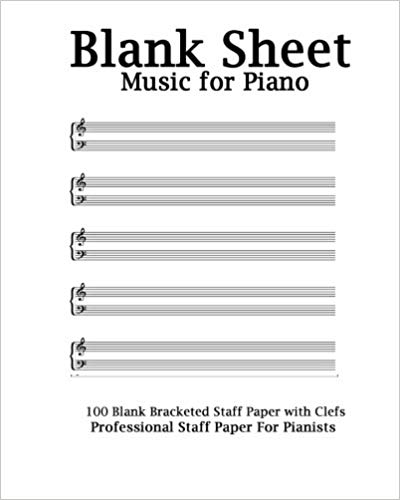 Blank Sheet
Music for Piano
100 Blank Bracketed Staff Paper with Clefs
Professional Staff Paper For Pianists